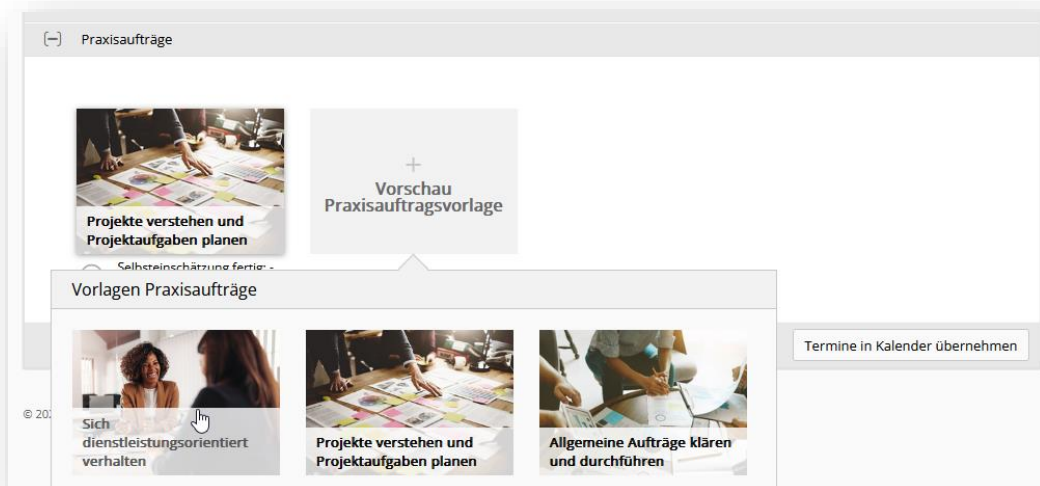 Praxisaufträge
Projekte verstehen und
Projektaufgaben planen
+
Vorschau
Praxisauftragsvorlage
Selbsteinschätzung fertig: -
Vorlagen Praxisaufträge
Sich
dienstleistungsorientiert
verhalten
Projekte verstehen und
Projektaufgaben planen
Allgemeine Aufträge klären
und durchführen
Termine in Kalender übernehmen
©